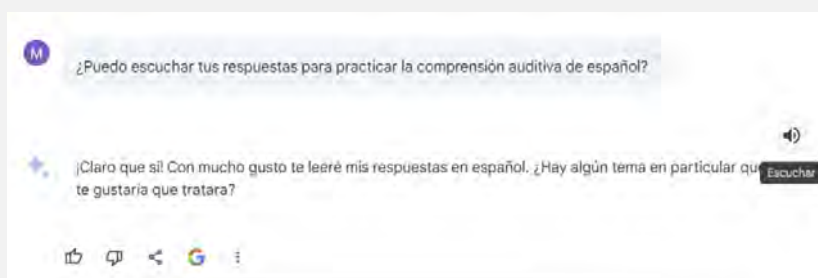 M
¿Puedo escuchar tus respuestas para practicar la comprensión auditiva de español?
¡Claro que sí! Con mucho gusto te leeré mis respuestas en español. ¿Hay algún tema en particular que
Escuchar
te gustaría que tratara?
G